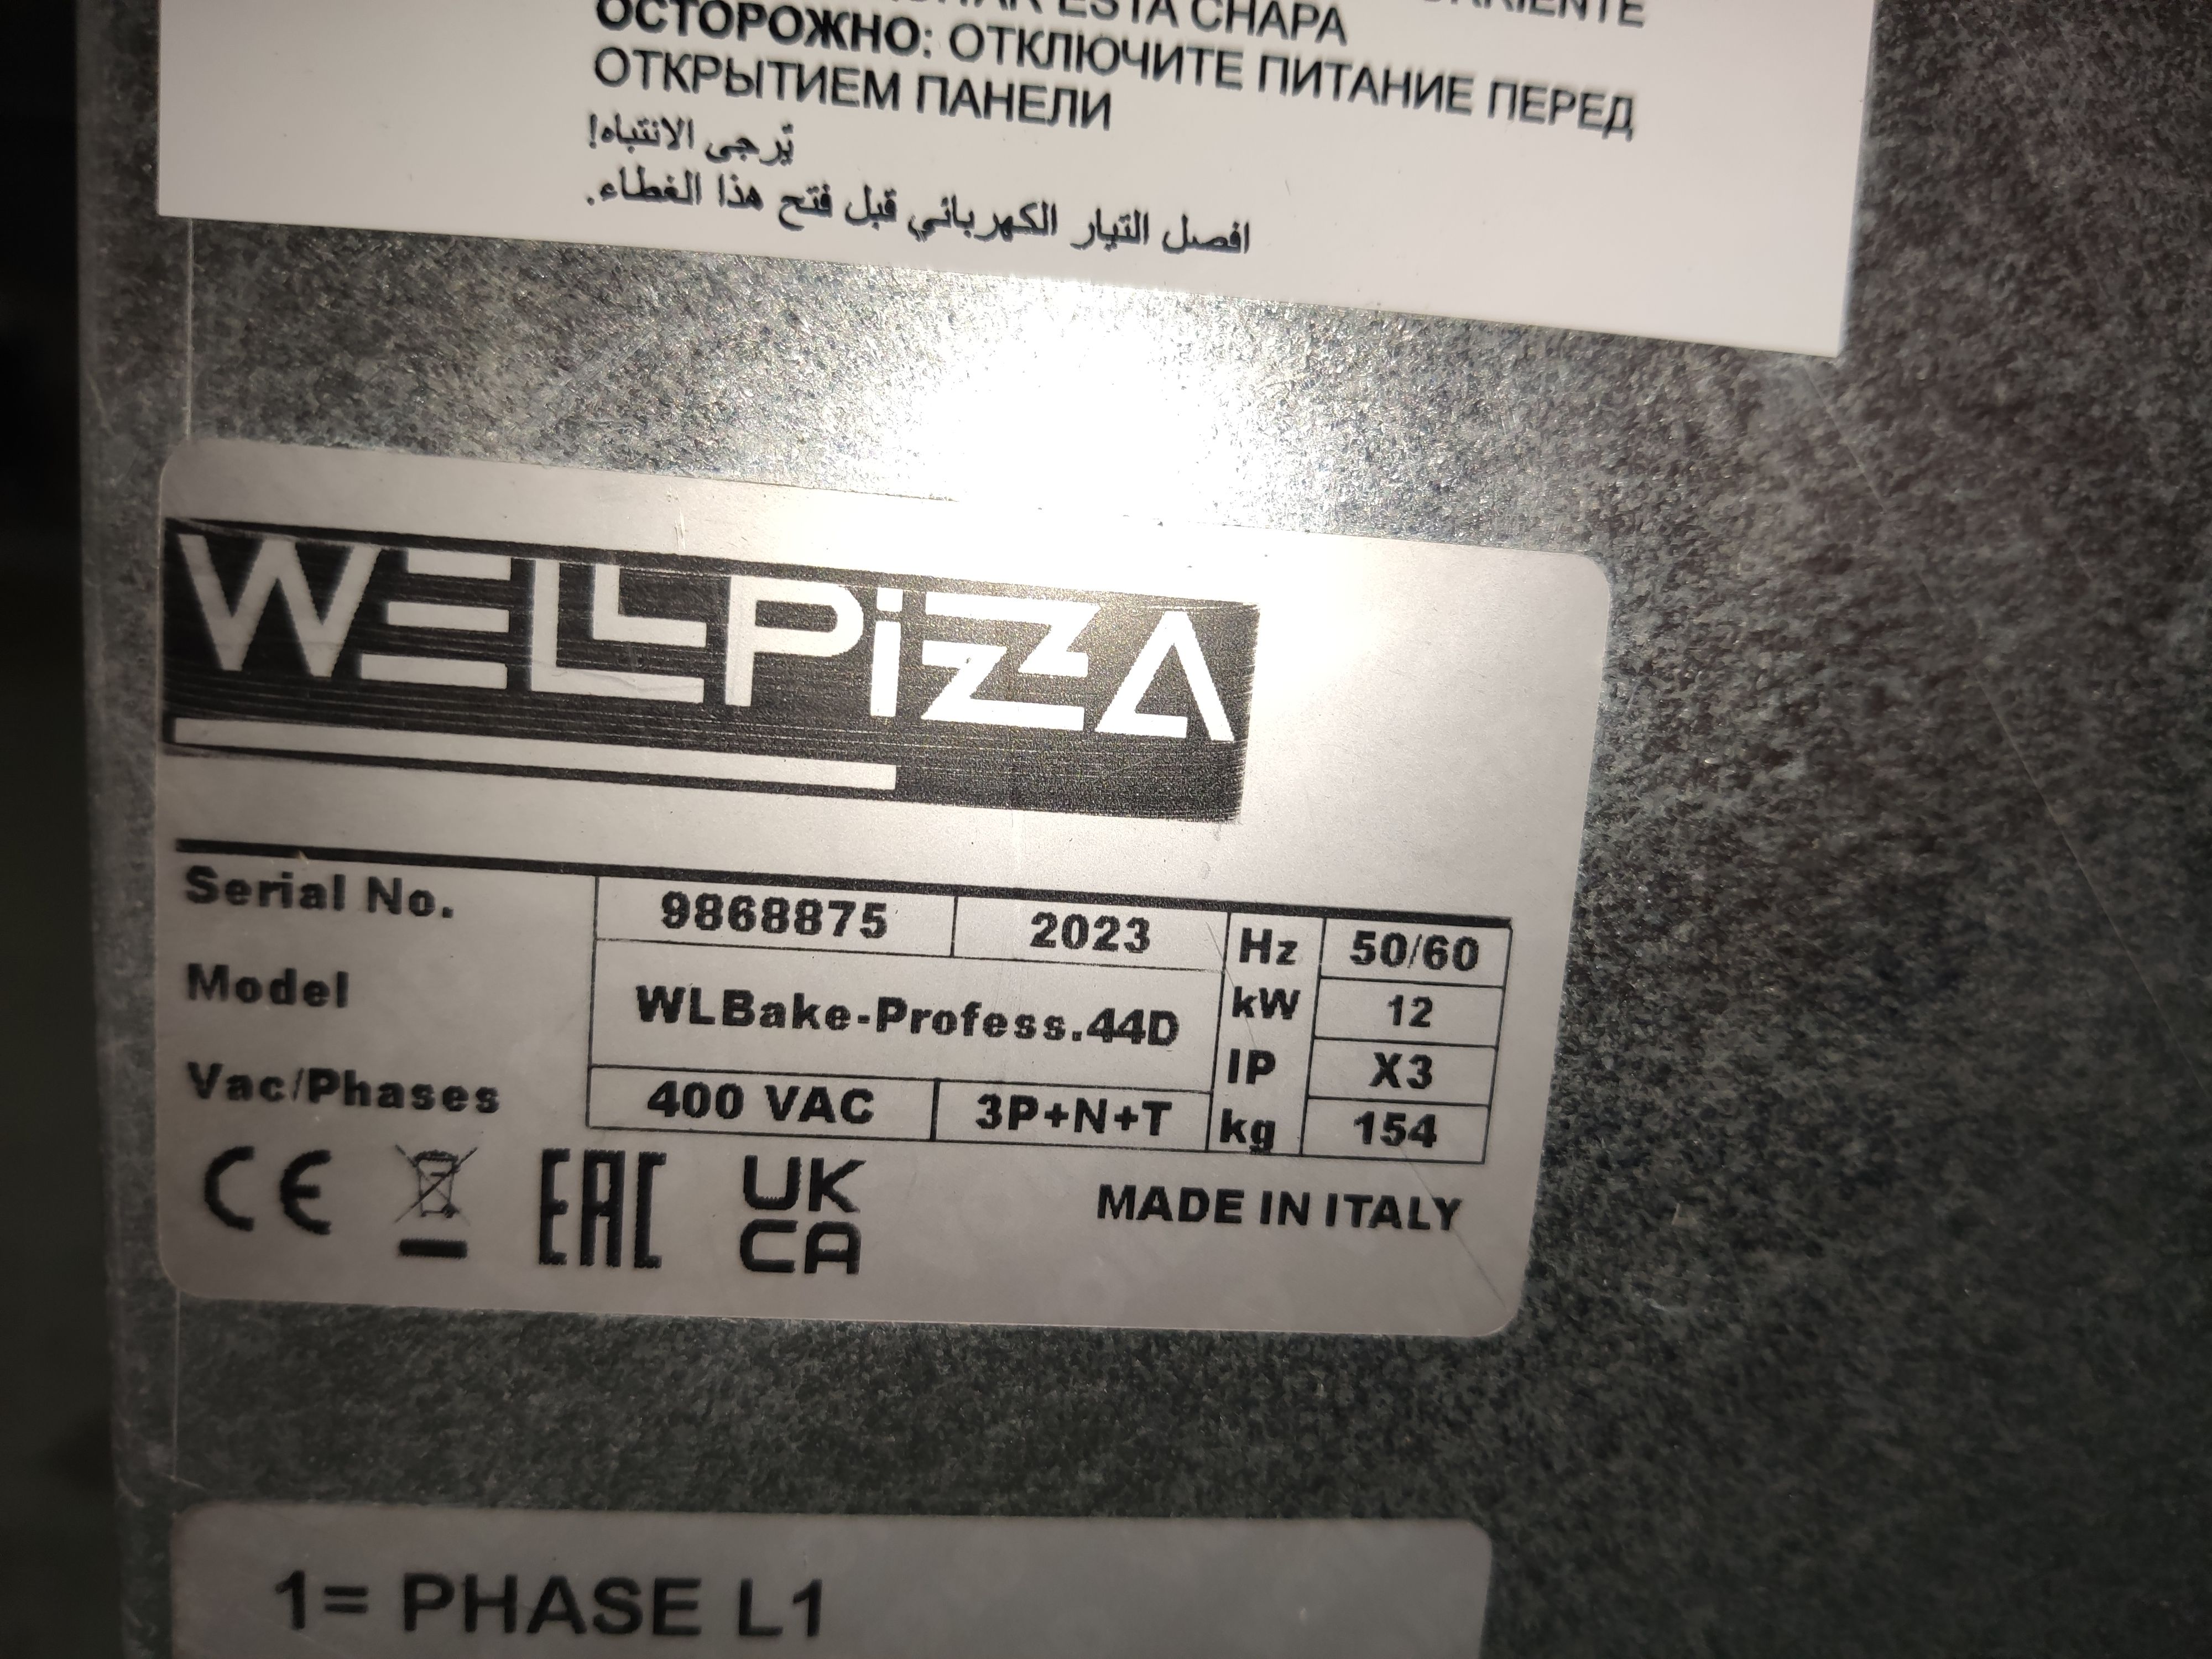 ESTA CHAPA
ОСТОРОЖНО: ОТКЛЮЧИТЕ ПИТАНИЕ ПЕРЕД
ОТКРЫТИЕМ ПАНЕЛИ
يُرجى الانتباه!
افصل التيار الكهربائي قبل فتح هذا الغطاء.
WELLPiZZA
Serial No. 9868875 2023 Hz 50/60
Model WLBake-Profess.44D kW 12
IP X3
Vac/Phases 400 VAC 3P+N+T kg 154
CE EAC UK CA MADE IN ITALY
1= PHASE L1